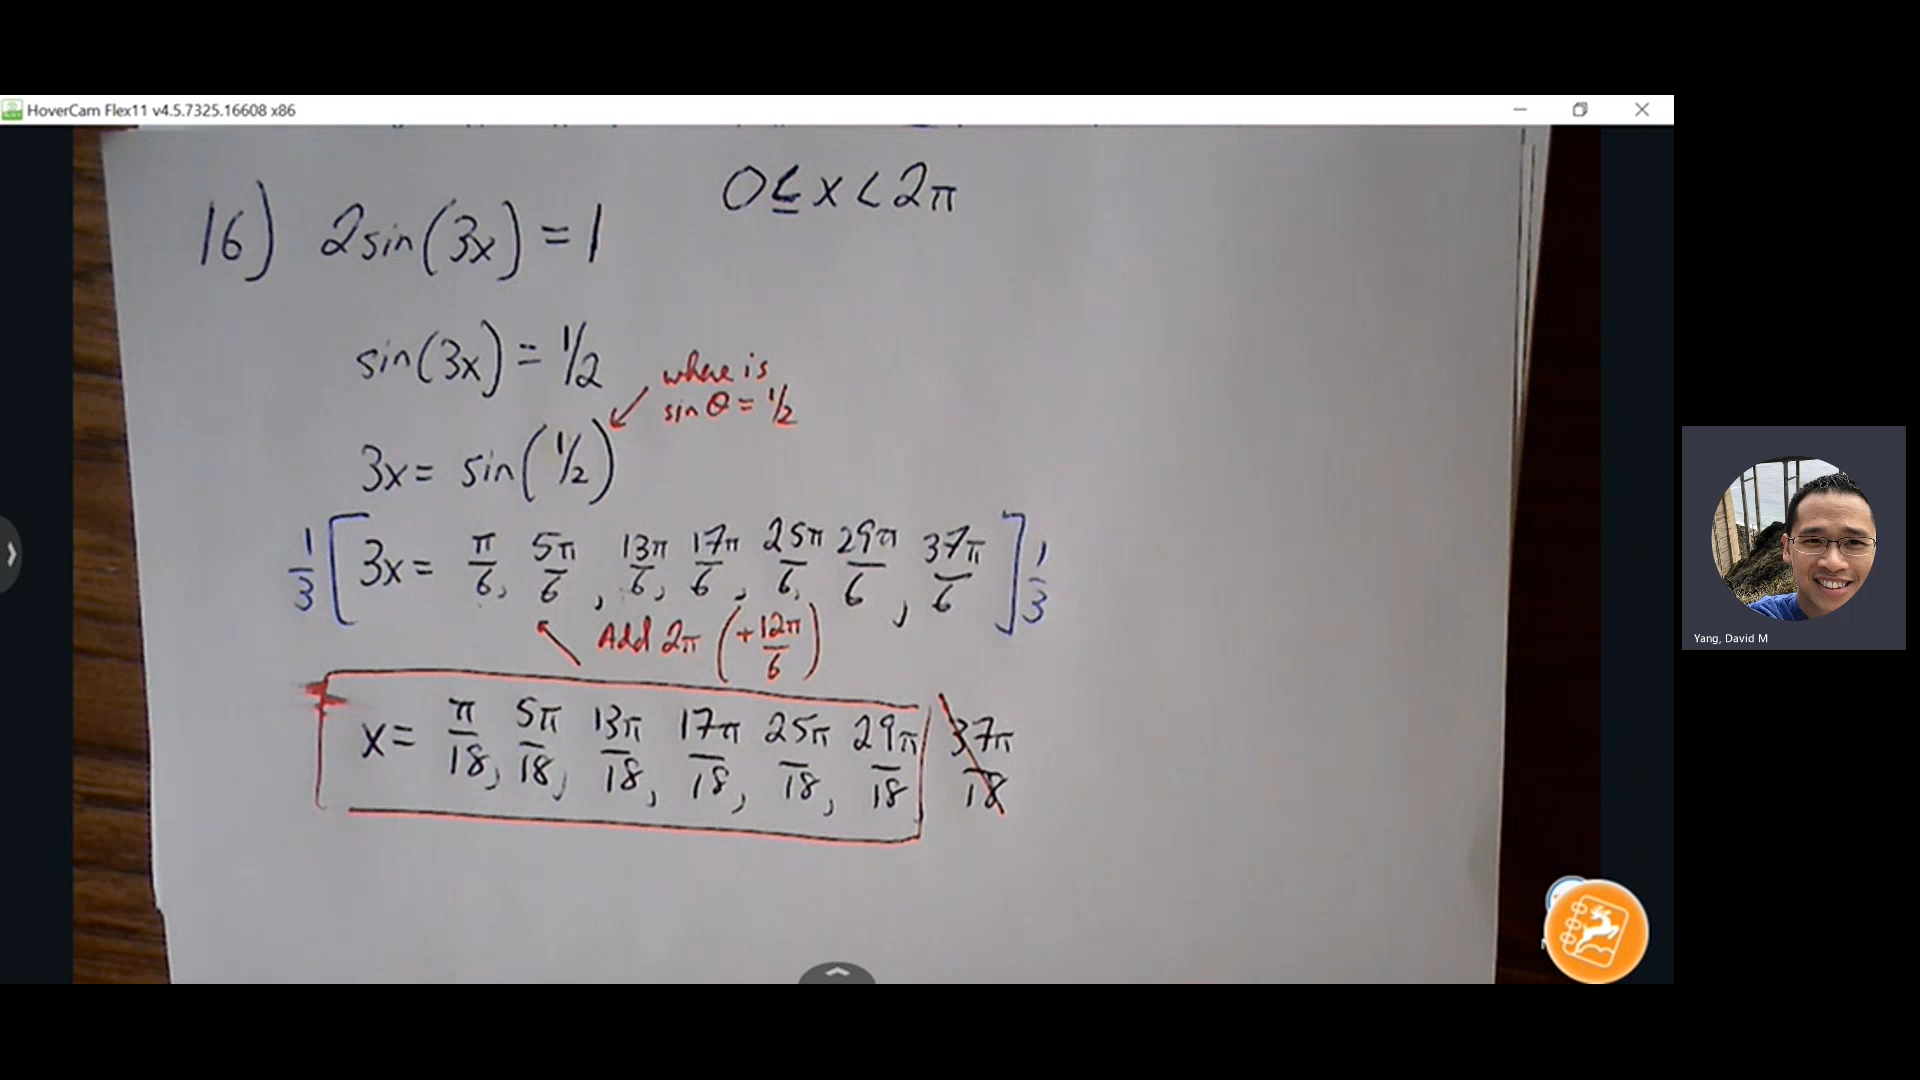 HoverCam Flex11 v4.5.7325.16608 x86
0 ≤ x < 2π
16) 2sin(3x) = 1
sin(3x) = 1/2
where is
sin θ = 1/2
3x = sin(1/2)
1/3 [3x = π/6, 5π/6, 13π/6, 17π/6, 25π/6, 29π/6, 37π/6] 1/3
Add 2π (+12π/6)
x = π/18, 5π/18, 13π/18, 17π/18, 25π/18, 29π/18 37π/18
Yang, David M